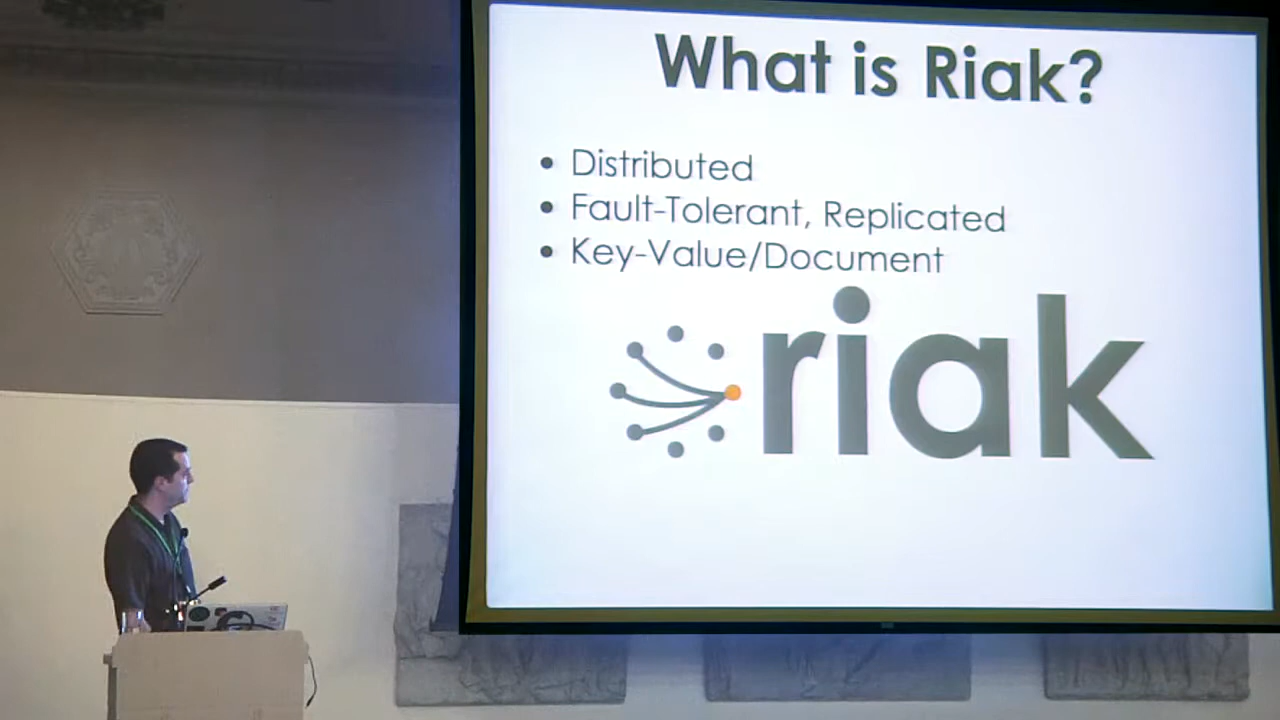 What is Riak?
• Distributed
• Fault-Tolerant, Replicated
• Key-Value/Document
riak